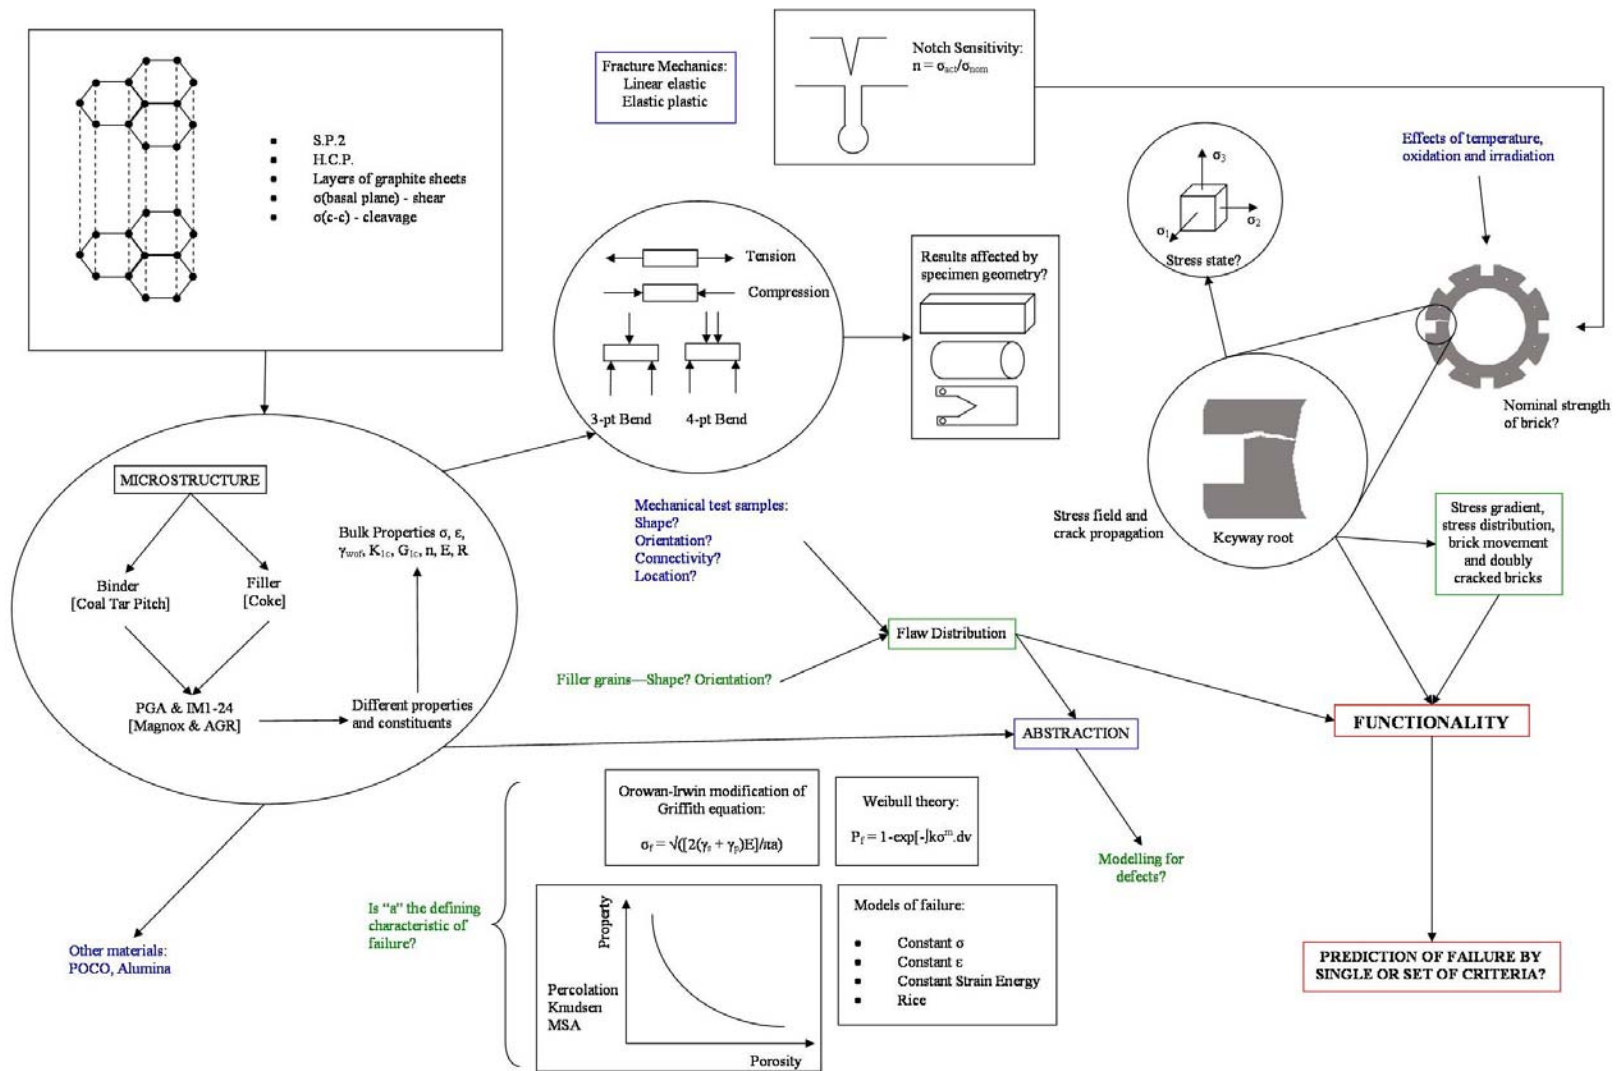 S.P.2
H.C.P.
Layers of graphite sheets
σ(basal plane) - shear
σ(c-c) - cleavage
Fracture Mechanics:
Linear elastic
Elastic plastic
Notch Sensitivity:
n = σact/σnom
Effects of temperature,
oxidation and irradiation
σ3
σ2
σ1
Stress state?
Tension
Compression
3-pt Bend
4-pt Bend
Results affected by
specimen geometry?
Nominal strength
of brick?
Stress field and
crack propagation
Keyway root
Stress gradient,
stress distribution,
brick movement
and doubly
cracked bricks
MICROSTRUCTURE
Binder
[Coal Tar Pitch]
Filler
[Coke]
Bulk Properties σ, ε,
γwof, K1c, G1c, n, E, R
PGA & IM1-24
[Magnox & AGR]
Different properties
and constituents
Mechanical test samples:
Shape?
Orientation?
Connectivity?
Location?
Flaw Distribution
Filler grains—Shape? Orientation?
ABSTRACTION
FUNCTIONALITY
Modelling for
defects?
Orowan-Irwin modification of
Griffith equation:
σf = √([2(γs + γp)E]/πa)
Weibull theory:
Pf = 1-exp[-∫kσm.dv
Is "a" the defining
characteristic of
failure?
Property
Percolation
Knudsen
MSA
Porosity
Models of failure:
Constant σ
Constant ε
Constant Strain Energy
Rice
Other materials:
POCO, Alumina
PREDICTION OF FAILURE BY
SINGLE OR SET OF CRITERIA?